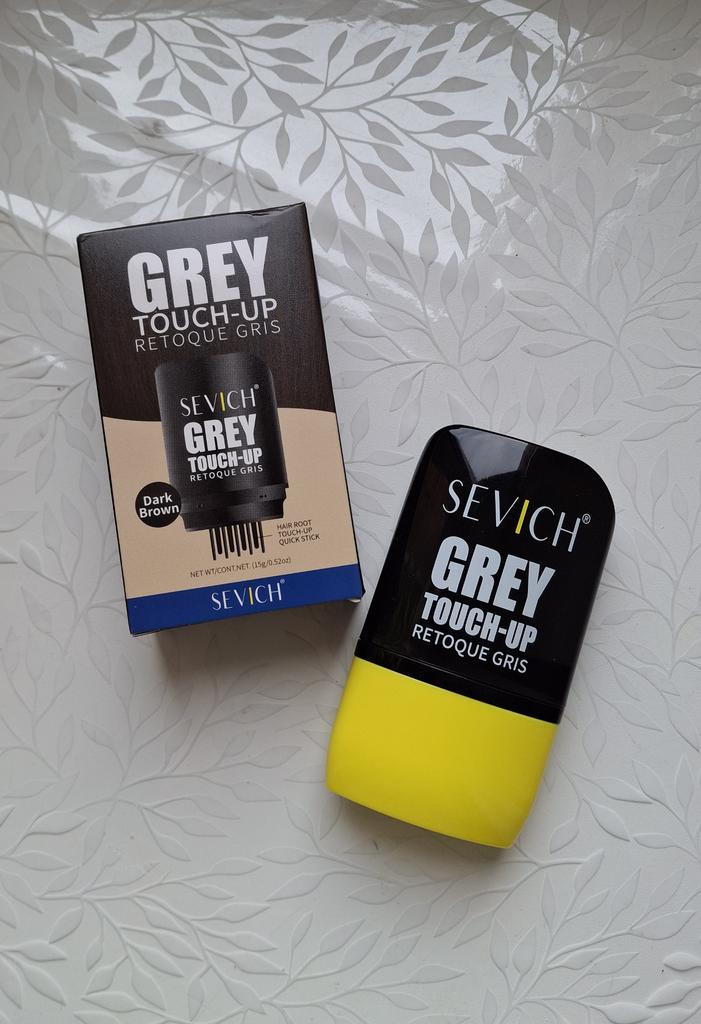 GREY
TOUCH-UP
RETOQUE GRIS
SEVICH®
GREY
TOUCH-UP
RETOQUE GRIS
Dark
Brown
HAIR ROOT
TOUCH-UP
QUICK STICK
NET WT/CONT.NET. (15g/0.52oz)
SEVICH®
SEVICH®
GREY
TOUCH-UP
RETOQUE GRIS